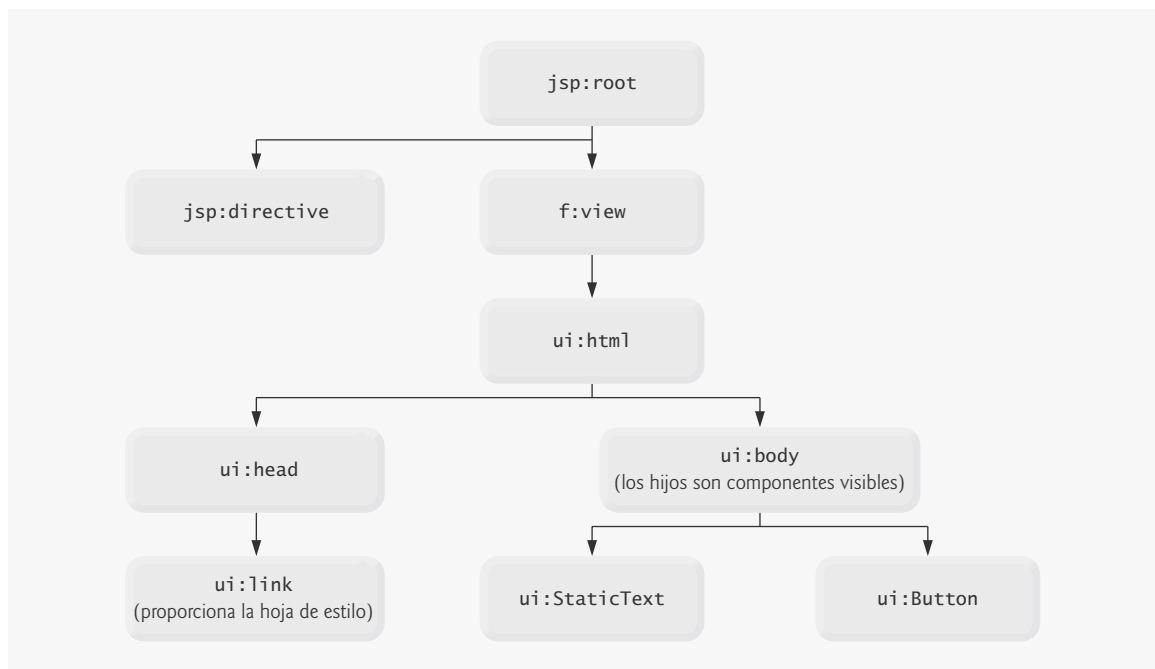 jsp:root
jsp:directive
f:view
ui:html
ui:head
ui:body
(los hijos son componentes visibles)
ui:link
(proporciona la hoja de estilo)
ui:StaticText
ui:Button